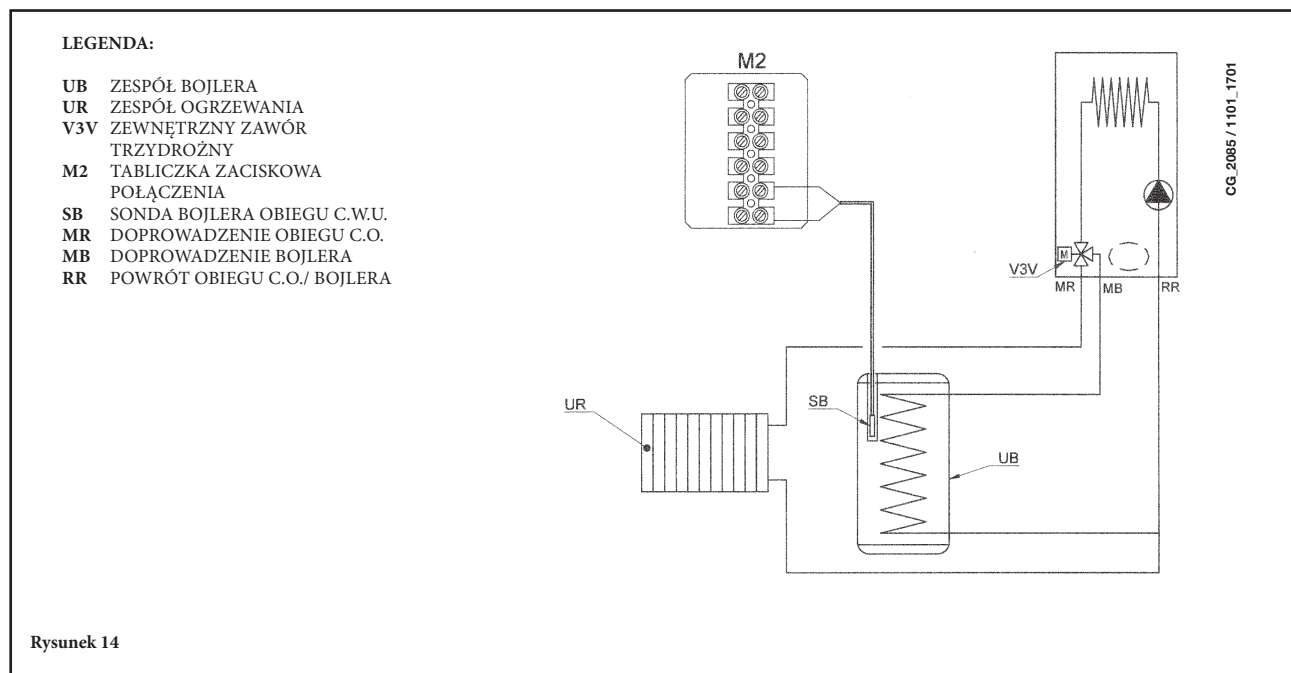 LEGENDA:
UB ZESPÓŁ BOJLERA
UR ZESPÓŁ OGRZEWANIA
V3V ZEWNĘTRZNY ZAWÓR
TRZYDROŻNY
M2 TABLICZKA ZACISKOWA
POŁĄCZENIA
SB SONDA BOJLERA OBIEGU C.W.U.
MR DOPROWADZENIE OBIEGU C.O.
MB DOPROWADZENIE BOJLERA
RR POWRÓT OBIEGU C.O./ BOJLERA
M2
CG_2085 / 1101_1701
M
V3V
MR
MB
RR
UR
SB
UB
Rysunek 14